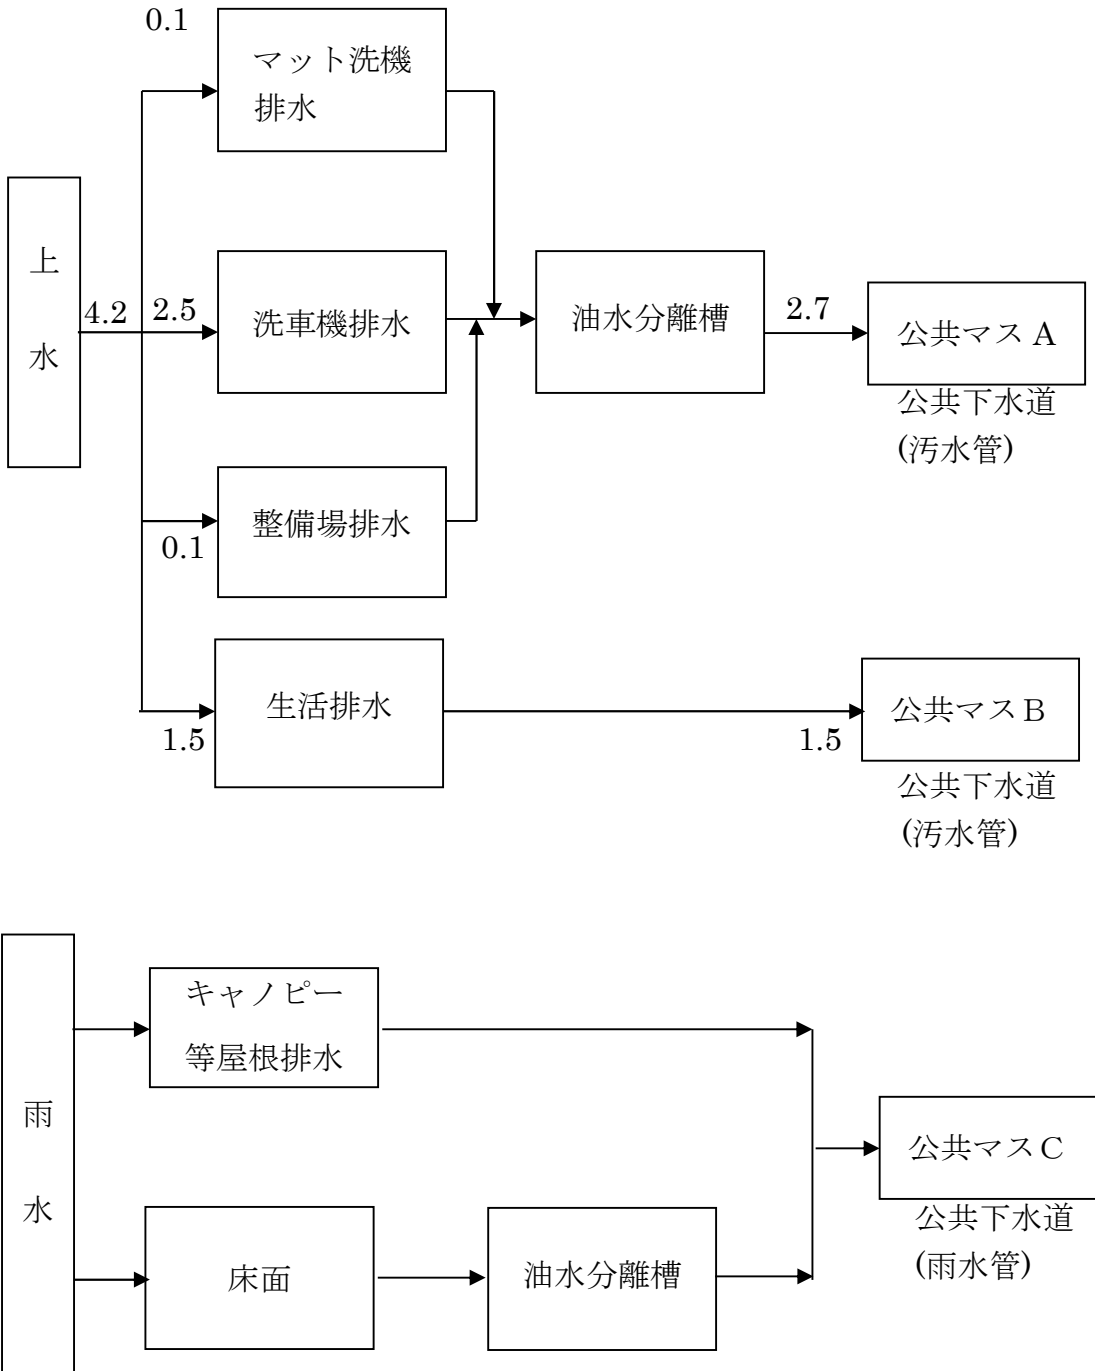 0.1
マット洗機
排水
上
水
4.2
2.5
洗車機排水
油水分離槽
2.7
公共マスA
公共下水道
(汚水管)
整備場排水
0.1
生活排水
1.5
1.5
公共マスB
公共下水道
(汚水管)
雨
水
キャノピー
等屋根排水
床面
油水分離槽
公共マスC
公共下水道
(雨水管)